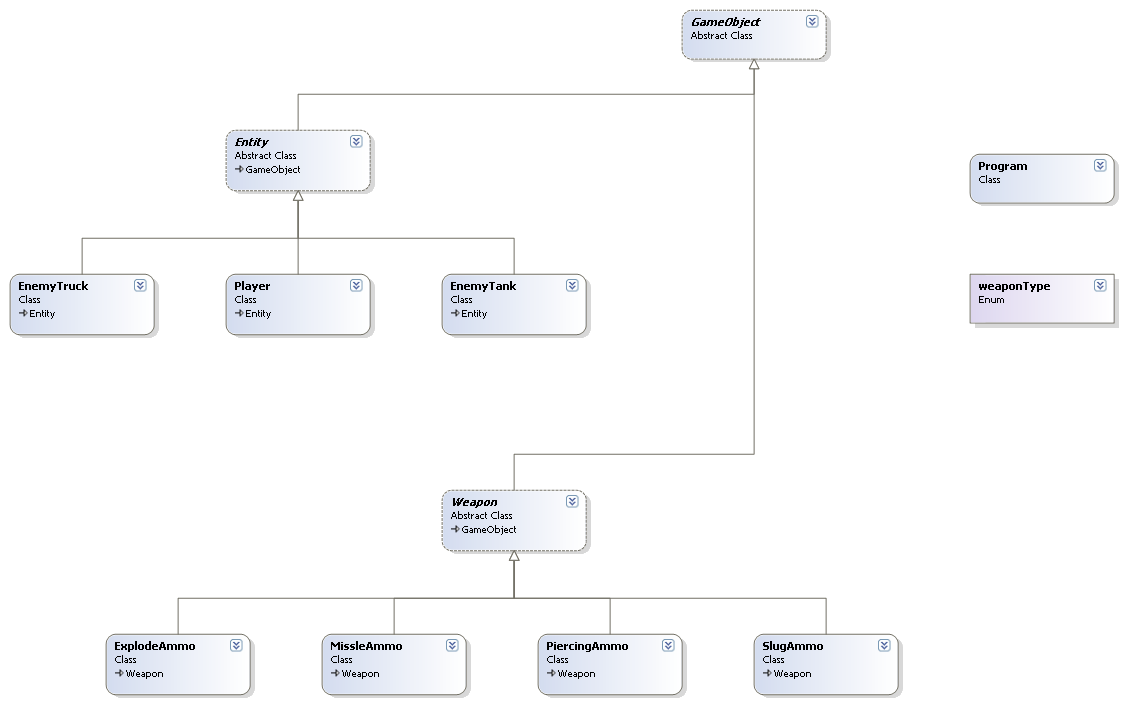 GameObject
Abstract Class
Entity
Abstract Class
GameObject
Program
Class
EnemyTruck
Class
Entity
Player
Class
Entity
EnemyTank
Class
Entity
weaponType
Enum
Weapon
Abstract Class
GameObject
ExplodeAmmo
Class
Weapon
MissleAmmo
Class
Weapon
PiercingAmmo
Class
Weapon
SlugAmmo
Class
Weapon